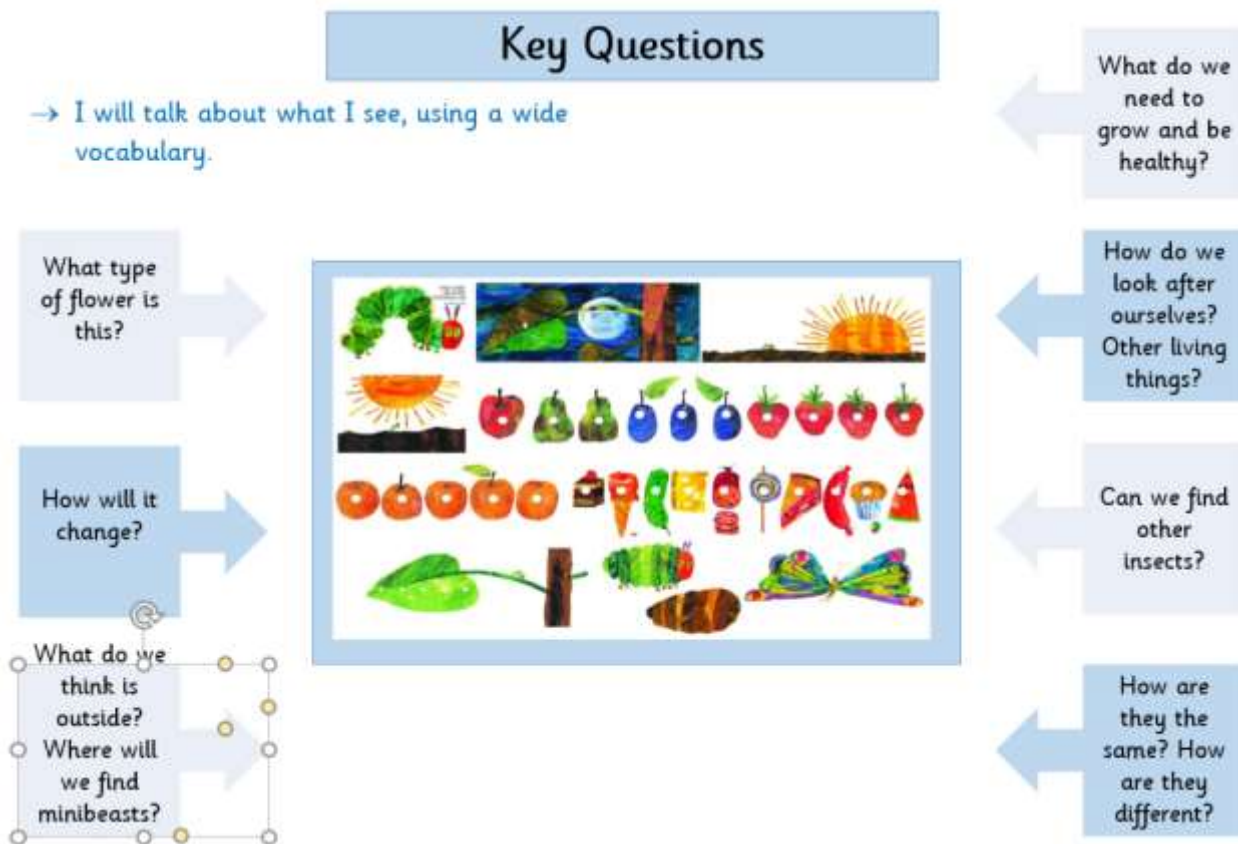 Key Questions
→ I will talk about what I see, using a wide
vocabulary.
What type
of flower is
this?
How will it
change?
What do we
think is
outside?
Where will
we find
minibeasts?
What do we
need to
grow and be
healthy?
How do we
look after
ourselves?
Other living
things?
Can we find
other
insects?
How are
they the
same? How
are they
different?